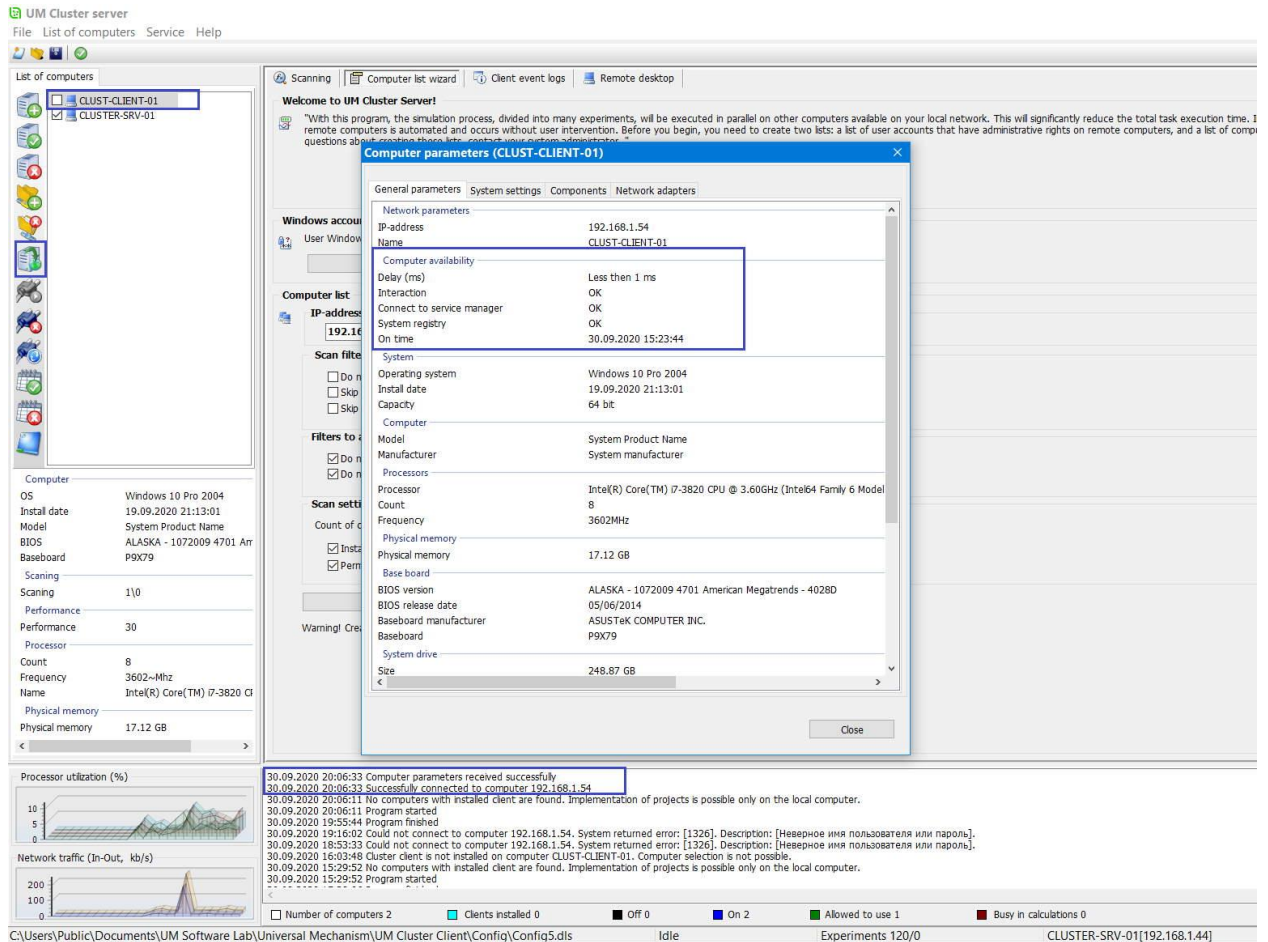 UM Cluster server
File List of computers Service Help
List of computers
CLUST-CLIENT-01
CLUSTER-SRV-01
Computer
OS Windows 10 Pro 2004
Install date 19.09.2020 21:13:01
Model System Product Name
BIOS ALASKA - 1072009 4701 Am
Baseboard P9X79
Scaning
Scaning 1\0
Performance
Performance 30
Processor
Count 8
Frequency 3602~Mhz
Name Intel(R) Core(TM) i7-3820 CF
Physical memory
Physical memory 17.12 GB
Processor utilization (%)
10
5
0
Network traffic (In-Out, kb/s)
200
100
0
Scanning Computer list wizard Client event logs Remote desktop
Welcome to UM Cluster Server!
"With this program, the simulation process, divided into many experiments, will be executed in parallel on other computers available on your local network. This will significantly reduce the total task execution time. I
remote computers is automated and occurs without user intervention. Before you begin, you need to create two lists: a list of user accounts that have administrative rights on remote computers, and a list of comp
questions about creating these lists, contact your system administrator. "
Windows accou
User Window
Computer list
IP-address
192.16
Scan filte
Do n
Skip
Skip
Filters to a
Do n
Do n
Scan setti
Count of c
Insta
Perm
Warning! Crea
Computer parameters (CLUST-CLIENT-01)
General parameters System settings Components Network adapters
Network parameters
IP-address 192.168.1.54
Name CLUST-CLIENT-01
Computer availability
Delay (ms) Less then 1 ms
Interaction OK
Connect to service manager OK
System registry OK
On time 30.09.2020 15:23:44
System
Operating system Windows 10 Pro 2004
Install date 19.09.2020 21:13:01
Capacity 64 bit
Computer
Model System Product Name
Manufacturer System manufacturer
Processors
Processor Intel(R) Core(TM) i7-3820 CPU @ 3.60GHz (Intel64 Family 6 Model
Count 8
Frequency 3602MHz
Physical memory
Physical memory 17.12 GB
Base board
BIOS version ALASKA - 1072009 4701 American Megatrends - 4028D
BIOS release date 05/06/2014
Baseboard manufacturer ASUSTeK COMPUTER INC.
Baseboard P9X79
System drive
Size 248.87 GB
Close
30.09.2020 20:06:33 Computer parameters received successfully
30.09.2020 20:06:33 Successfully connected to computer 192.168.1.54
30.09.2020 20:06:11 No computers with installed client are found. Implementation of projects is possible only on the local computer.
30.09.2020 20:06:11 Program started
30.09.2020 19:55:44 Program finished
30.09.2020 19:16:02 Could not connect to computer 192.168.1.54. System returned error: [1326]. Description: [Неверное имя пользователя или пароль].
30.09.2020 18:53:33 Could not connect to computer 192.168.1.54. System returned error: [1326]. Description: [Неверное имя пользователя или пароль].
30.09.2020 16:03:48 Cluster client is not installed on computer CLUST-CLIENT-01. Computer selection is not possible.
30.09.2020 15:29:52 No computers with installed client are found. Implementation of projects is possible only on the local computer.
30.09.2020 15:29:52 Program started
Number of computers 2 Clients installed 0 Off 0 On 2 Allowed to use 1 Busy in calculations 0
C:\Users\Public\Documents\UM Software Lab\Universal Mechanism\UM Cluster Client\Config\Config5.dls Idle Experiments 120/0 CLUSTER-SRV-01[192.168.1.44]